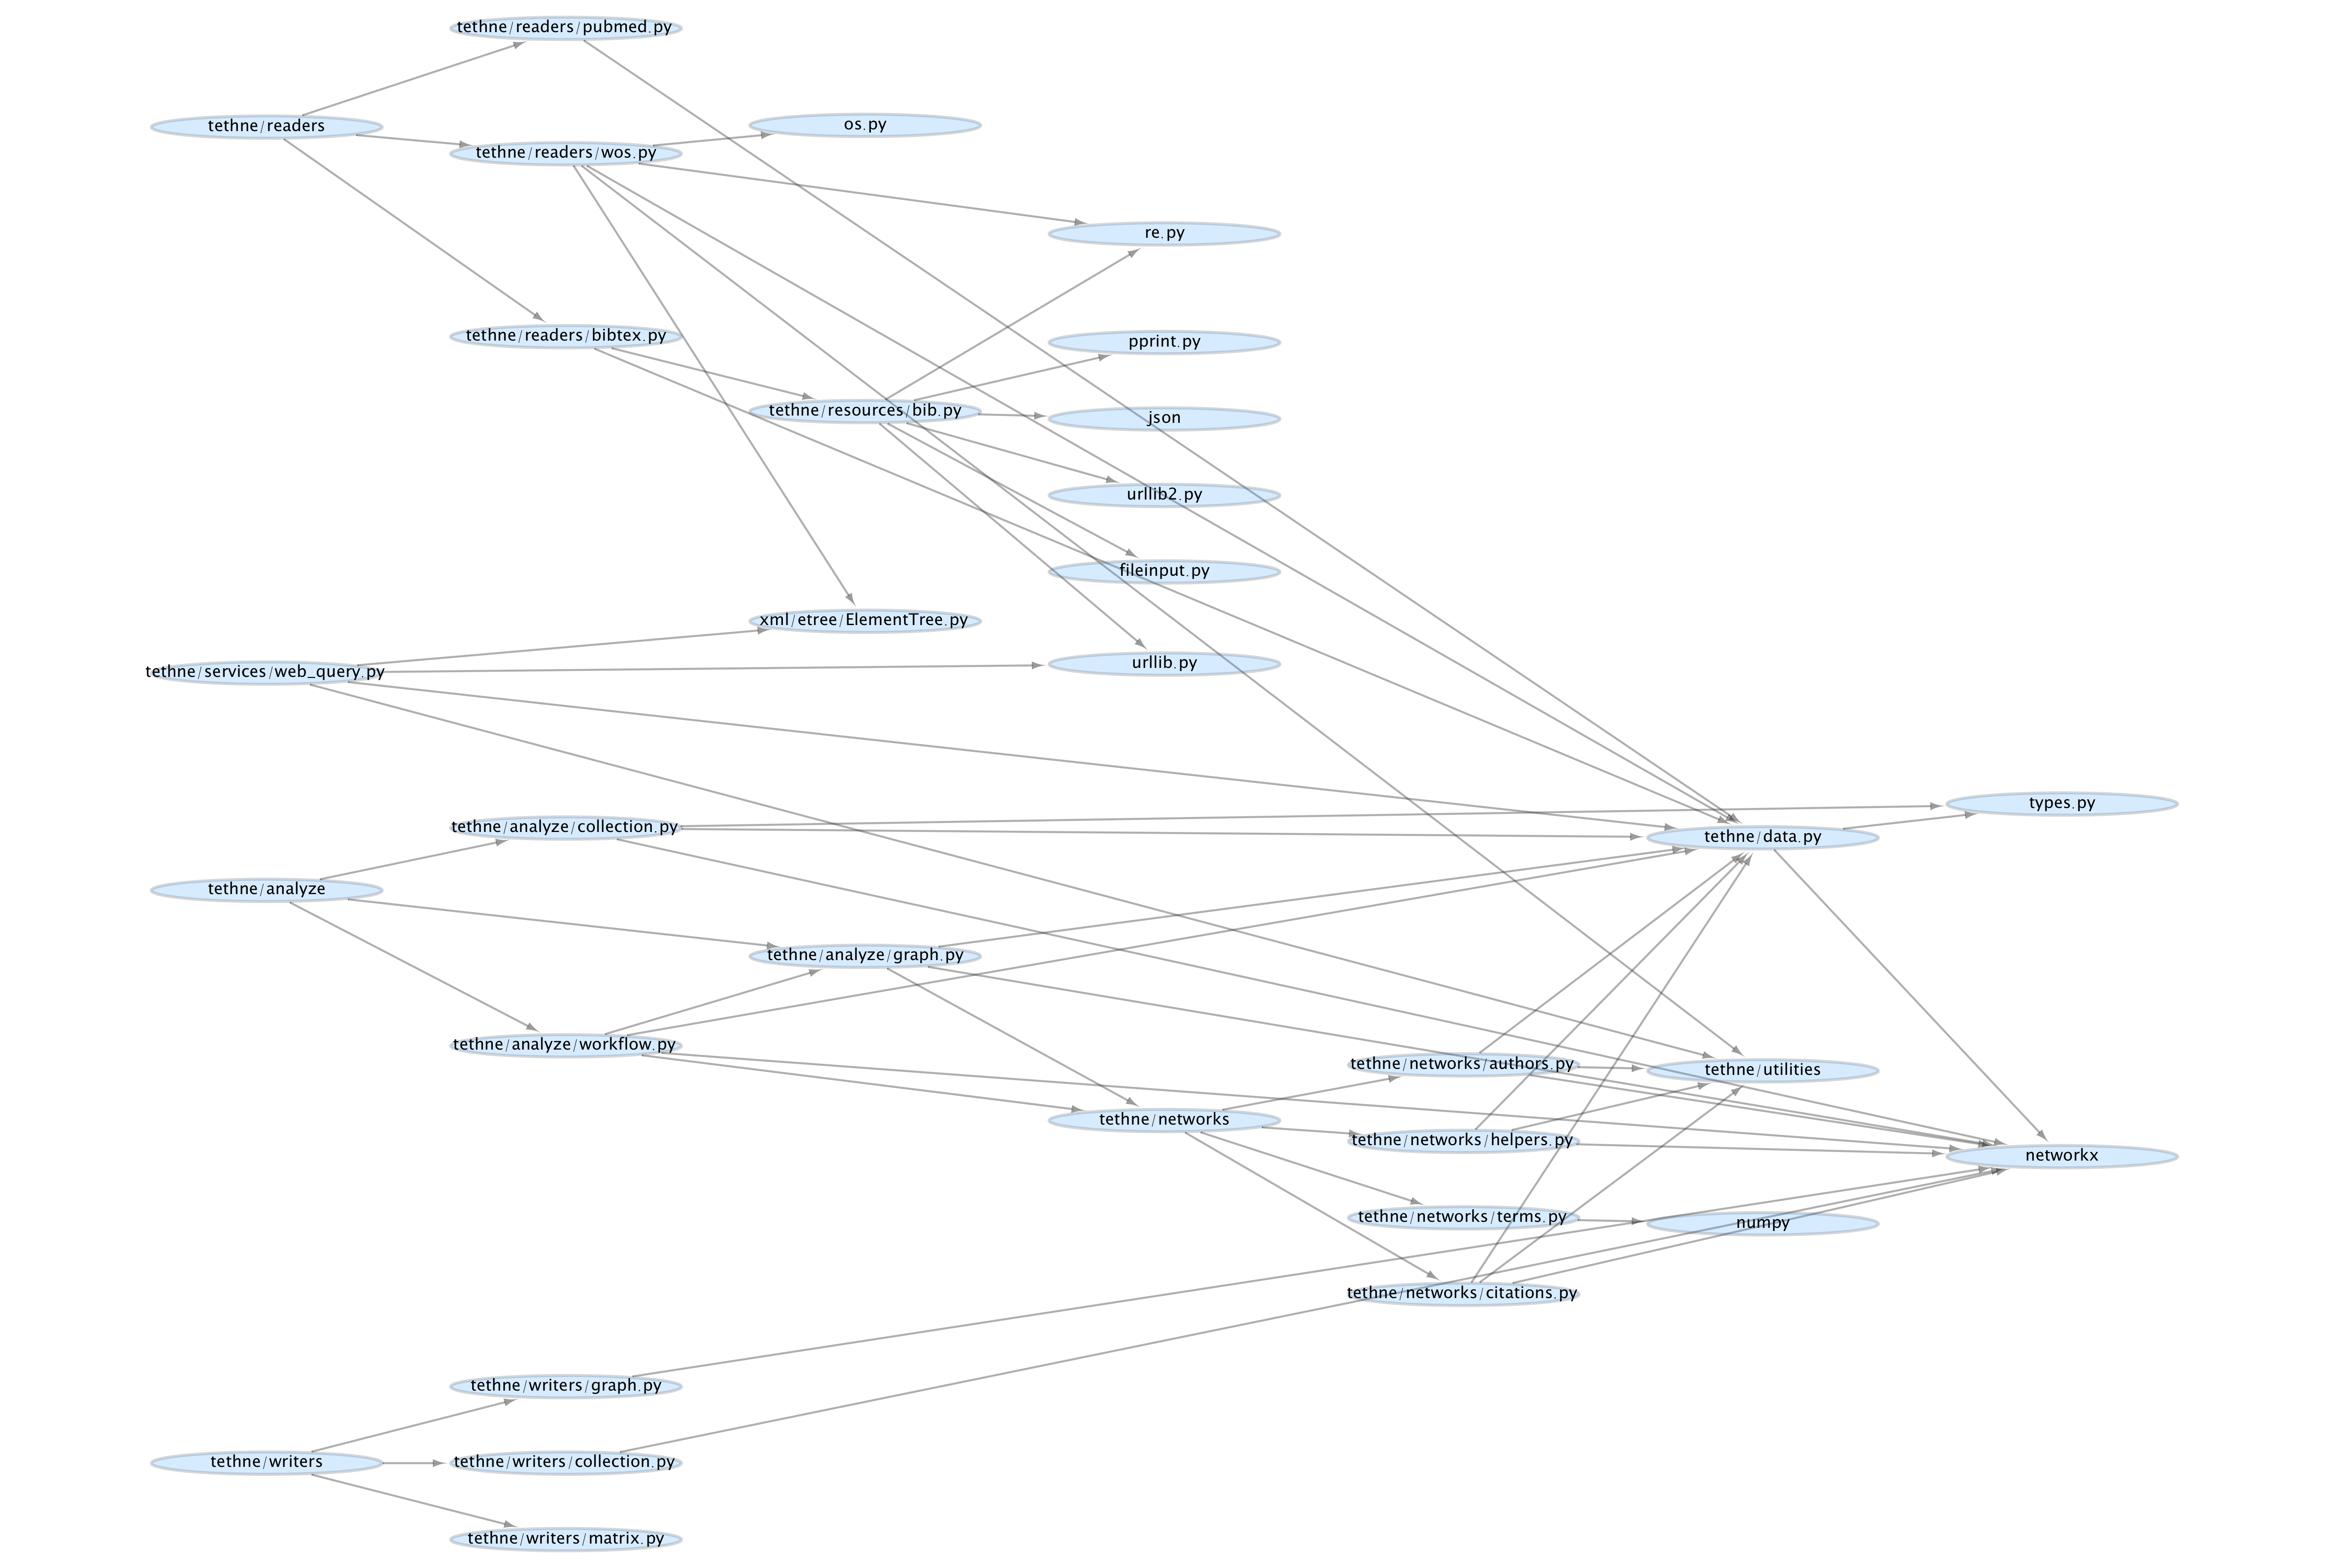 tethne/readers/pubmed.py
tethne/readers
os.py
tethne/readers/wos.py
re.py
tethne/readers/bibtex.py
pprint.py
tethne/resources/bib.py
json
urllib2.py
fileinput.py
xml/etree/ElementTree.py
tethne/services/web_query.py
urllib.py
types.py
tethne/analyze/collection.py
tethne/data.py
tethne/analyze
tethne/analyze/graph.py
tethne/analyze/workflow.py
tethne/networks/authors.py
tethne/utilities
tethne/networks
tethne/networks/helpers.py
networkx
tethne/networks/terms.py
numpy
tethne/networks/citations.py
tethne/writers/graph.py
tethne/writers
tethne/writers/collection.py
tethne/writers/matrix.py